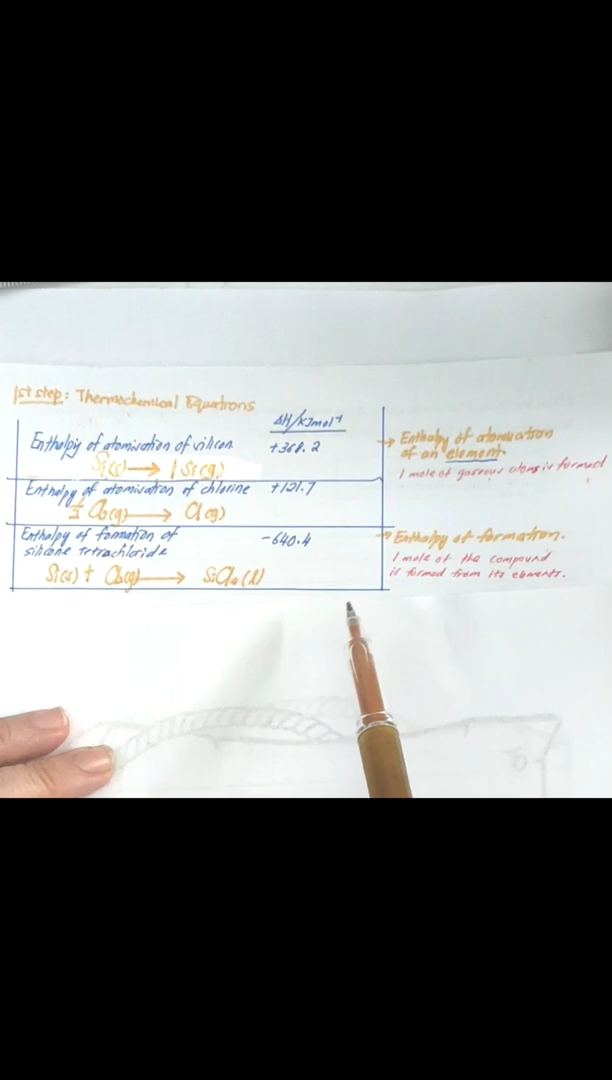 1st step: Thermochemical Equations
ΔH/kJmol⁻¹
Enthalpy of atomisation of silicon +368.2
Si(s) ⟶ 1 Si(g)
Enthalpy of atomisation of chlorine +121.7
½ Cl₂(g) ⟶ Cl(g)
Enthalpy of formation of -640.4
silicone tetrachloride
Si(s) + Cl₂(g) ⟶ SiCl₄(l)
→ Enthalpy of atomisation
of an element.
1 mole of gaseous atoms is formed
→ Enthalpy of formation.
1 mole of the compound
is formed from its elements.